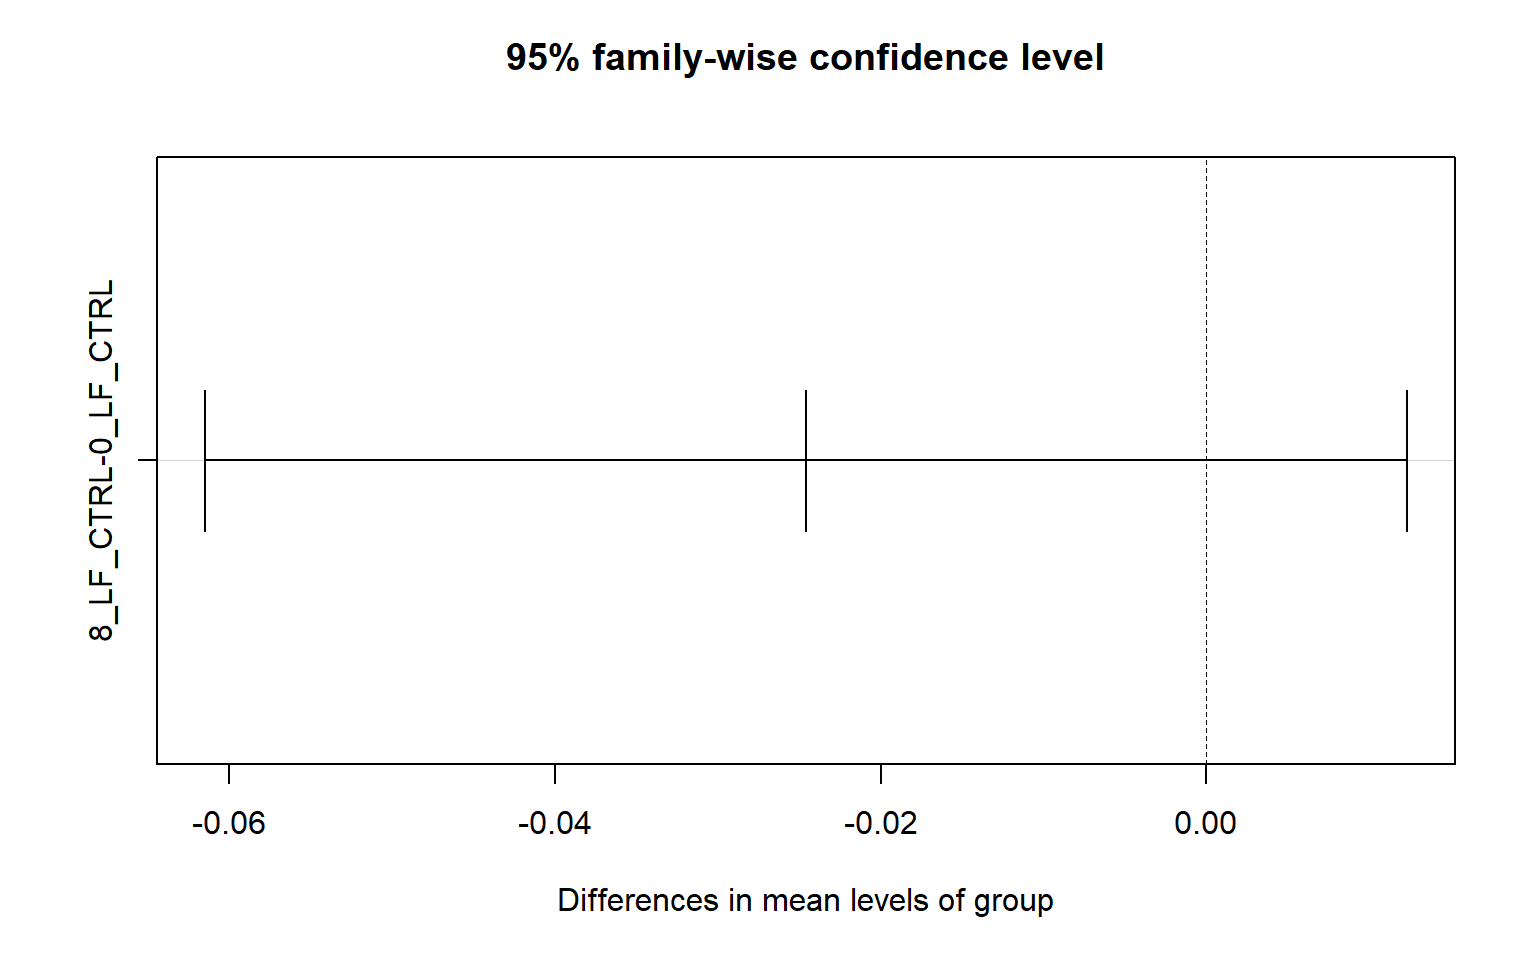 95% family-wise confidence level
8_LF_CTRL-0_LF_CTRL
-0.06 -0.04 -0.02 0.00
Differences in mean levels of group